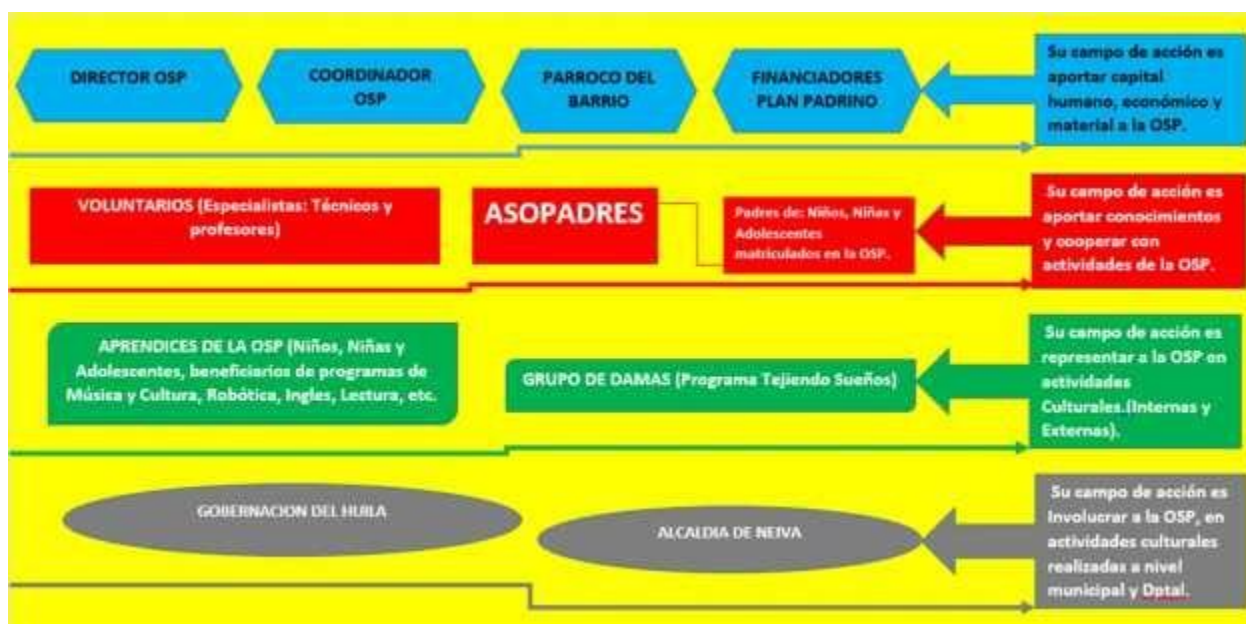 DIRECTOR OSP
COORDINADOR
OSP
PARROCO DEL
BARRIO
FINANCIADORES
PLAN PADRINO
Su campo de acción es
aportar capital
humano, económico y
material a la OSP.
VOLUNTARIOS (Especialistas: Técnicos y
profesores)
ASOPADRES
Padres de: Niños, Niñas y
Adolescentes
matriculados en la OSP.
Su campo de acción es
aportar conocimientos
y cooperar con
actividades de la OSP.
APRENDICES DE LA OSP (Niños, Niñas y
Adolescentes, beneficiarios de programas de
Música y Cultura, Robótica, Ingles, Lectura, etc.
GRUPO DE DAMAS (Programa Tejiendo Sueños)
Su campo de acción es
representar a la OSP en
actividades
Culturales.(Internas y
Externas).
GOBERNACION DEL HUILA
ALCALDIA DE NEIVA
Su campo de acción es
Involucrar a la OSP, en
actividades culturales
realizadas a nivel
municipal y Dptal.